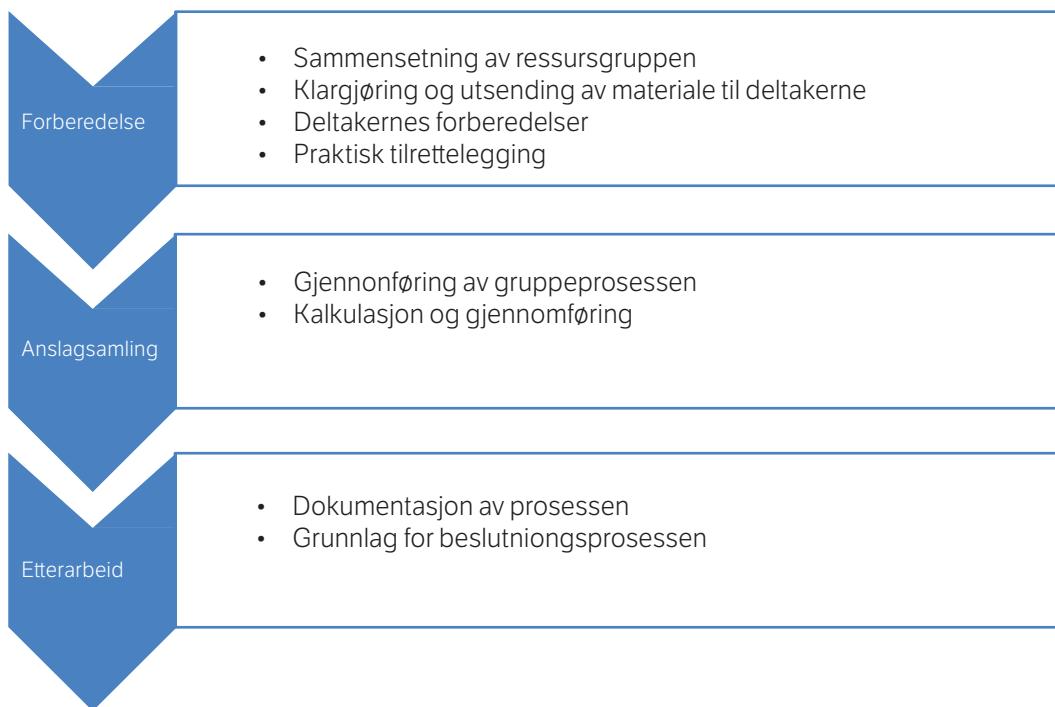 Forberedelse
• Sammensetning av ressursgruppen
• Klargjøring og utsending av materiale til deltakerne
• Deltakernes forberedelser
• Praktisk tilrettelegging
Anslagsamling
• Gjennonføring av gruppeprosessen
• Kalkulasjon og gjennomføring
Etterarbeid
• Dokumentasjon av prosessen
• Grunnlag for beslutniongsprosessen